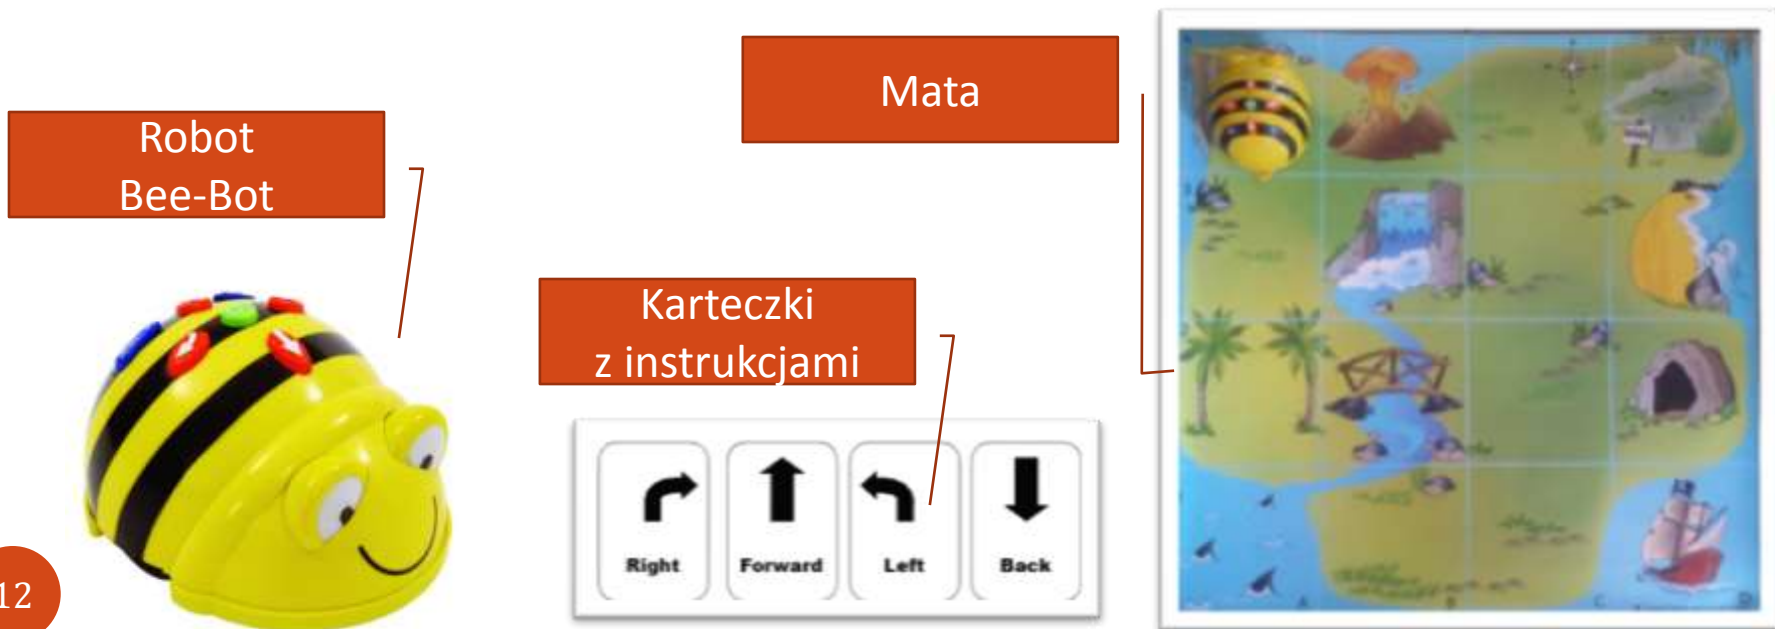 Robot
Bee-Bot
Mata
Karteczki
z instrukcjami
Right
Forward
Left
Back
A
B
C
D
12